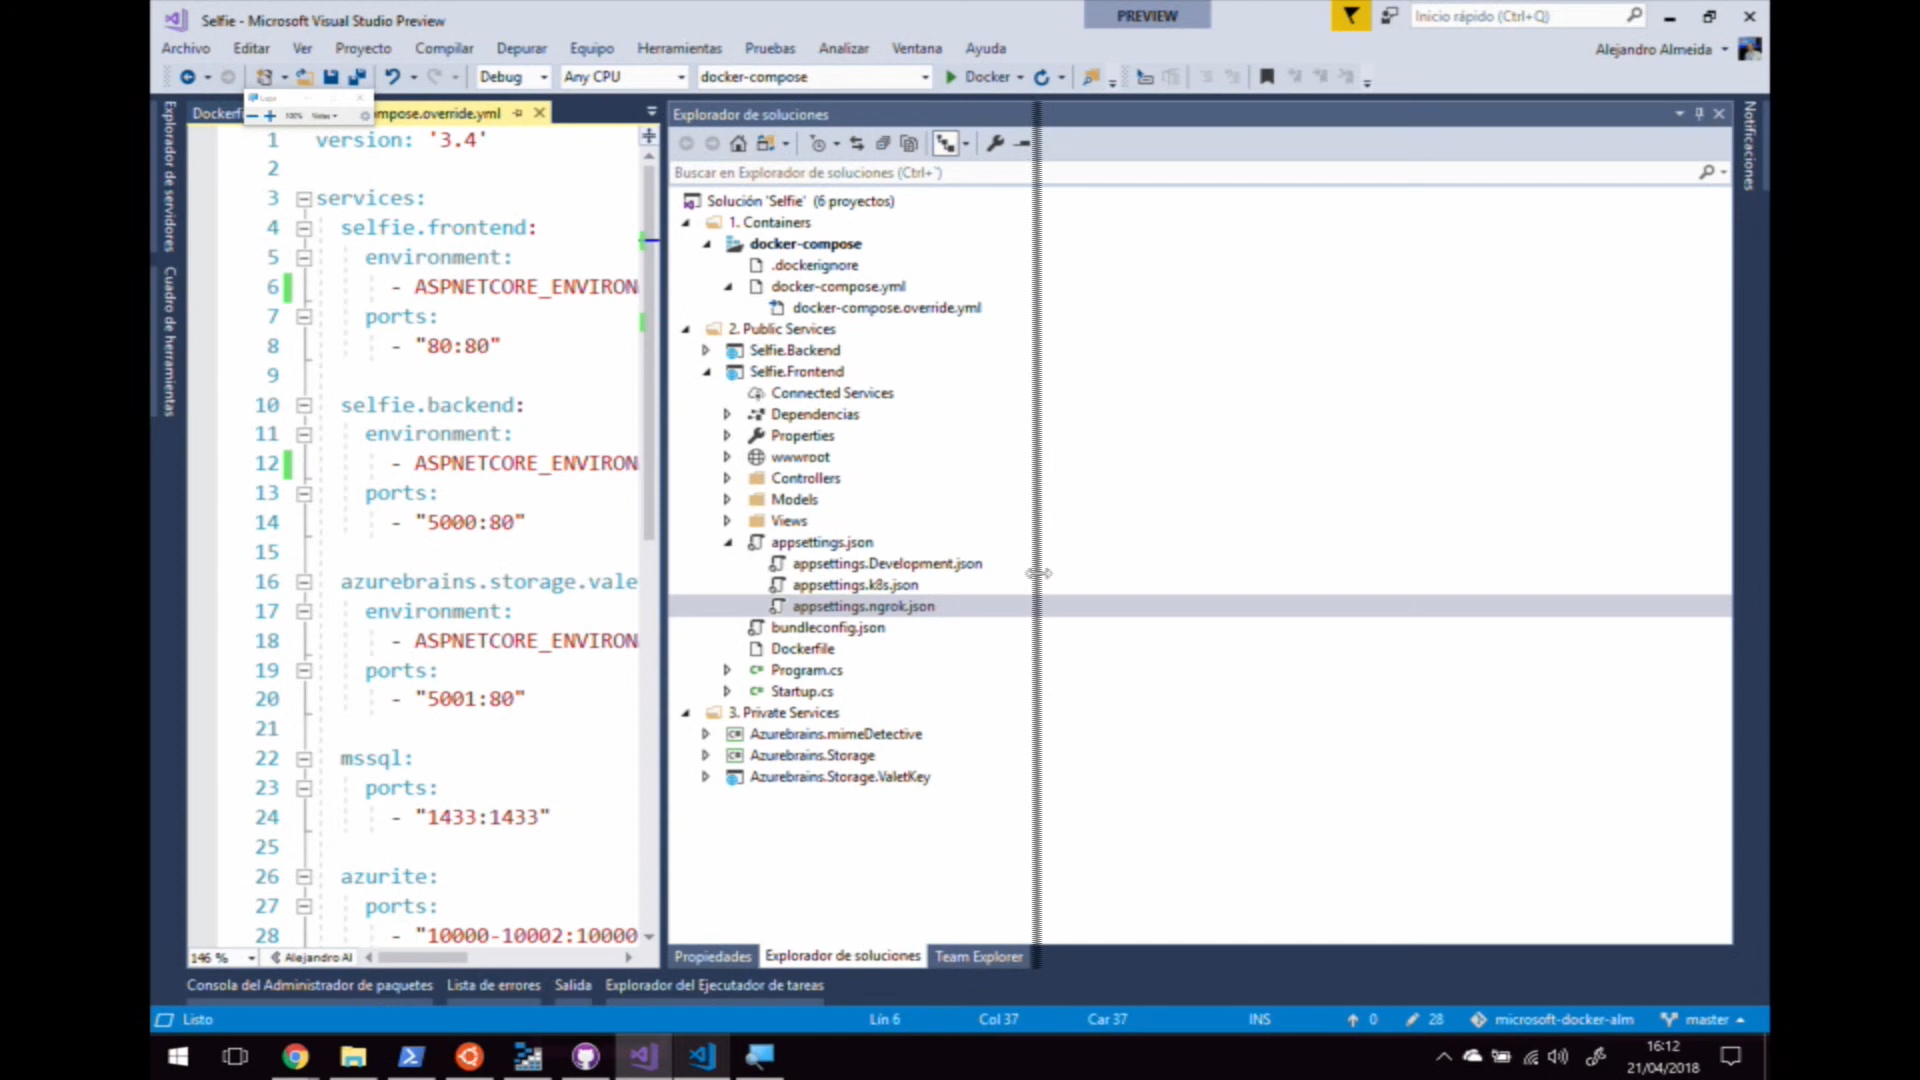 Selfie - Microsoft Visual Studio Preview
PREVIEW
Inicio rápido (Ctrl+Q)
Archivo Editar Ver Proyecto Compilar Depurar Equipo Herramientas Pruebas Analizar Ventana Ayuda
Alejandro Almeida
Debug Any CPU docker-compose Docker
Explorador de servidores
Cuadro de herramientas
Lupa
100%
ompose.override.yml
1 version: '3.4'
2
3 services:
4 selfie.frontend:
5 environment:
6 - ASPNETCORE_ENVIRON
7 ports:
8 - "80:80"
9
10 selfie.backend:
11 environment:
12 - ASPNETCORE_ENVIRON
13 ports:
14 - "5000:80"
15
16 azurebrains.storage.vale
17 environment:
18 - ASPNETCORE_ENVIRON
19 ports:
20 - "5001:80"
21
22 mssql:
23 ports:
24 - "1433:1433"
25
26 azurite:
27 ports:
28 - "10000-10002:10000
146 %
Alejandro Al
Explorador de soluciones
Buscar en Explorador de soluciones (Ctrl+`)
Solución 'Selfie' (6 proyectos)
1. Containers
docker-compose
.dockerignore
docker-compose.yml
docker-compose.override.yml
2. Public Services
Selfie.Backend
Selfie.Frontend
Connected Services
Dependencias
Properties
wwwroot
Controllers
Models
Views
appsettings.json
appsettings.Development.json
appsettings.k8s.json
appsettings.ngrok.json
bundleconfig.json
Dockerfile
Program.cs
Startup.cs
3. Private Services
Azurebrains.mimeDetective
Azurebrains.Storage
Azurebrains.Storage.ValetKey
Propiedades Explorador de soluciones Team Explorer
Notificaciones
Consola del Administrador de paquetes Lista de errores Salida Explorador del Ejecutador de tareas
Listo Lín 6 Col 37 Car 37 INS 0 28 microsoft-docker-alm master
16:12
21/04/2018